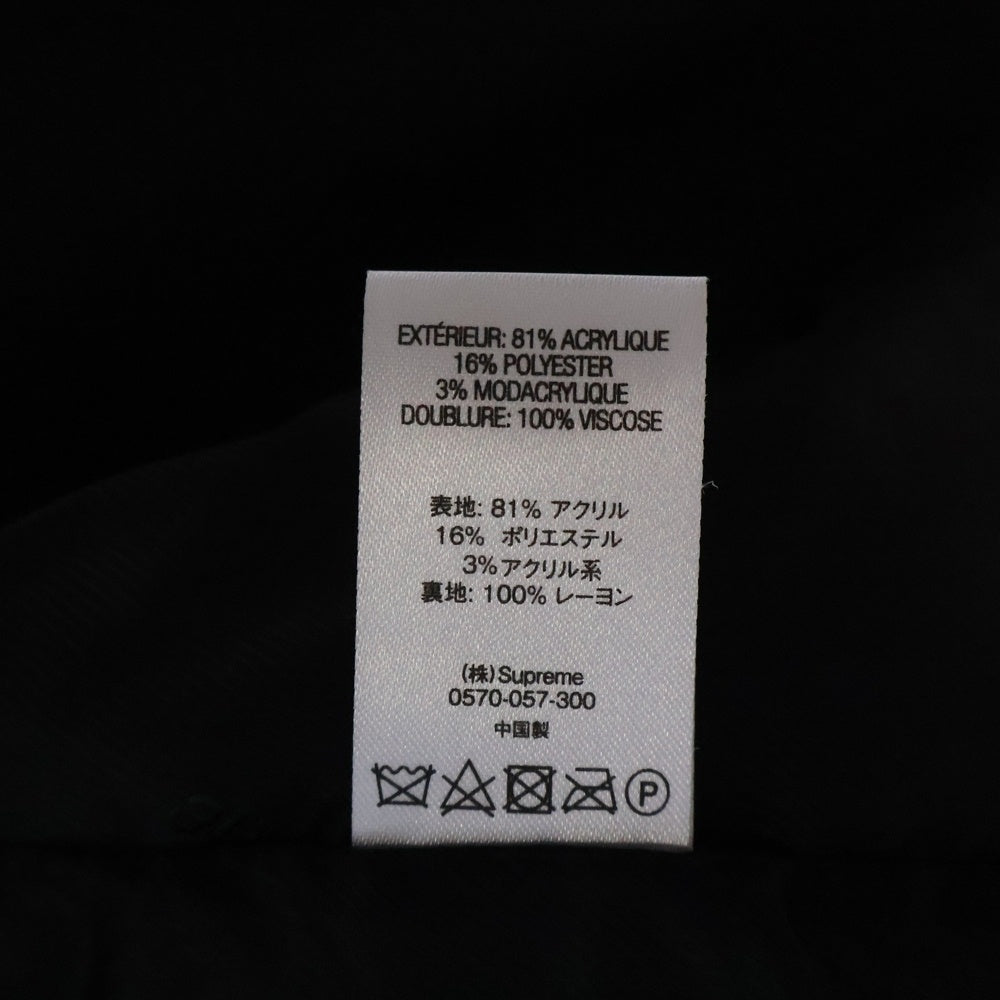 EXTÉRIEUR: 81% ACRYLIQUE
16% POLYESTER
3% MODACRYLIQUE
DOUBLURE: 100% VISCOSE
表地: 81% アクリル
16% ポリエステル
3%アクリル系
裏地: 100% レーヨン
(株)Supreme
0570-057-300
中国製
P